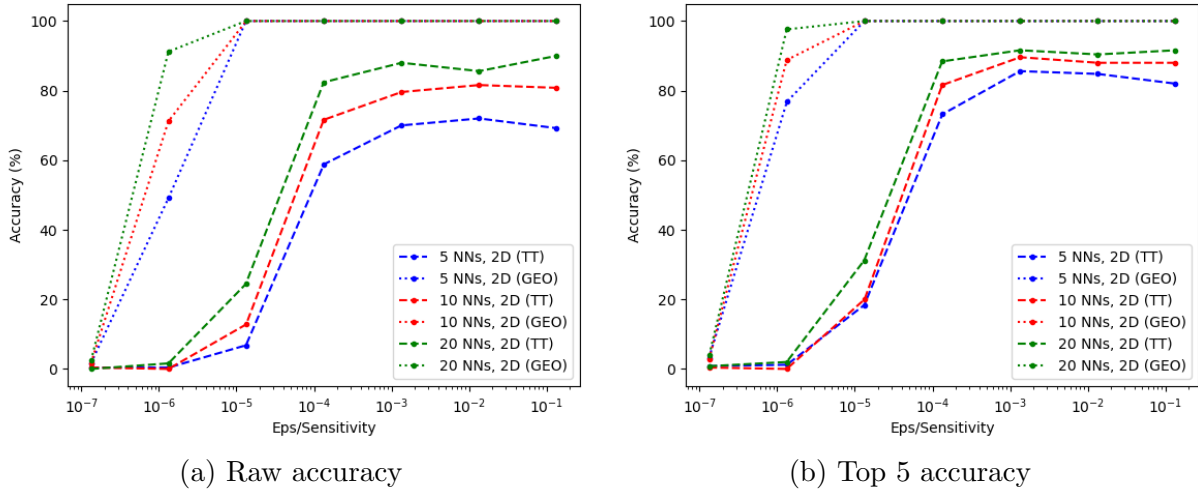 100
80
60
40
20
0
Accuracy (%)
5 NNs, 2D (TT)
5 NNs, 2D (GEO)
10 NNs, 2D (TT)
10 NNs, 2D (GEO)
20 NNs, 2D (TT)
20 NNs, 2D (GEO)
10⁻⁷ 10⁻⁶ 10⁻⁵ 10⁻⁴ 10⁻³ 10⁻² 10⁻¹
Eps/Sensitivity
(a) Raw accuracy
100
80
60
40
20
0
Accuracy (%)
5 NNs, 2D (TT)
5 NNs, 2D (GEO)
10 NNs, 2D (TT)
10 NNs, 2D (GEO)
20 NNs, 2D (TT)
20 NNs, 2D (GEO)
10⁻⁷ 10⁻⁶ 10⁻⁵ 10⁻⁴ 10⁻³ 10⁻² 10⁻¹
Eps/Sensitivity
(b) Top 5 accuracy